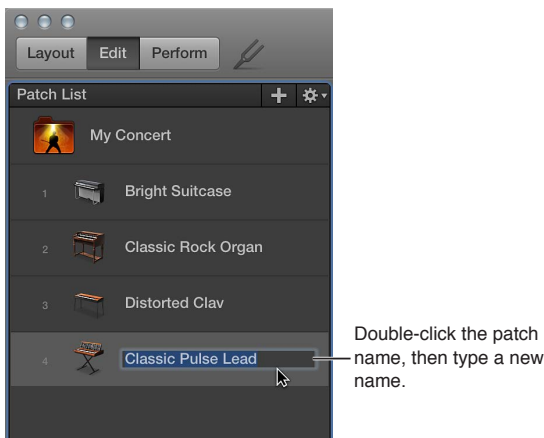 Layout Edit Perform
Patch List
My Concert
1 Bright Suitcase
2 Classic Rock Organ
3 Distorted Clav
4 Classic Pulse Lead
Double-click the patch
name, then type a new
name.